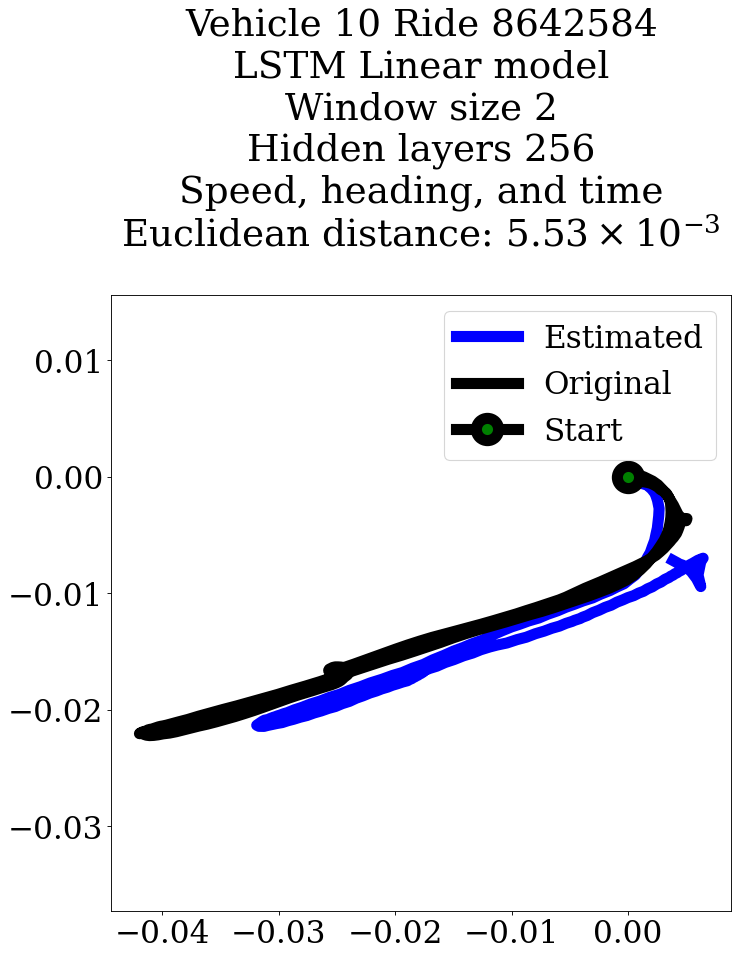 Vehicle 10 Ride 8642584
LSTM Linear model
Window size 2
Hidden layers 256
Speed, heading, and time
Euclidean distance: 5.53 × 10⁻³
Estimated
Original
Start
0.01
0.00
−0.01
−0.02
−0.03
−0.04 −0.03 −0.02 −0.01 0.00